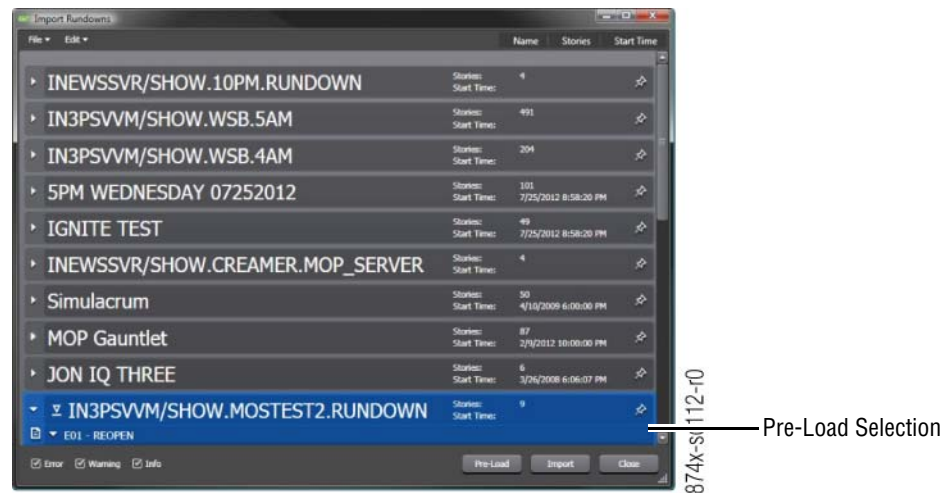 Import Rundowns
File Edit Name Stories Start Time
INEWSSVR/SHOW.10PM.RUNDOWN Stories: 4
Start Time:
IN3PSVVM/SHOW.WSB.5AM Stories: 491
Start Time:
IN3PSVVM/SHOW.WSB.4AM Stories: 204
Start Time:
5PM WEDNESDAY 07252012 Stories: 101
Start Time: 7/25/2012 8:58:20 PM
IGNITE TEST Stories: 49
Start Time: 7/25/2012 8:58:20 PM
INEWSSVR/SHOW.CREAMER.MOP_SERVER Stories: 4
Start Time:
Simulacrum Stories: 50
Start Time: 4/10/2009 6:00:00 PM
MOP Gauntlet Stories: 87
Start Time: 2/9/2012 10:00:00 PM
JON IQ THREE Stories: 6
Start Time: 3/26/2008 6:06:07 PM
IN3PSVVM/SHOW.MOSTEST2.RUNDOWN Stories: 9
Start Time:
E01 - REOPEN
Error Warning Info Pre-Load Import Close
Pre-Load Selection